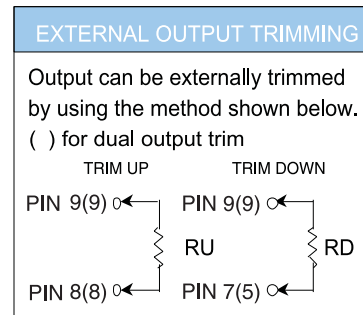 EXTERNAL OUTPUT TRIMMING
Output can be externally trimmed
by using the method shown below.
( ) for dual output trim
TRIM UP TRIM DOWN
PIN 9(9) PIN 9(9)
RU RD
PIN 8(8) PIN 7(5)